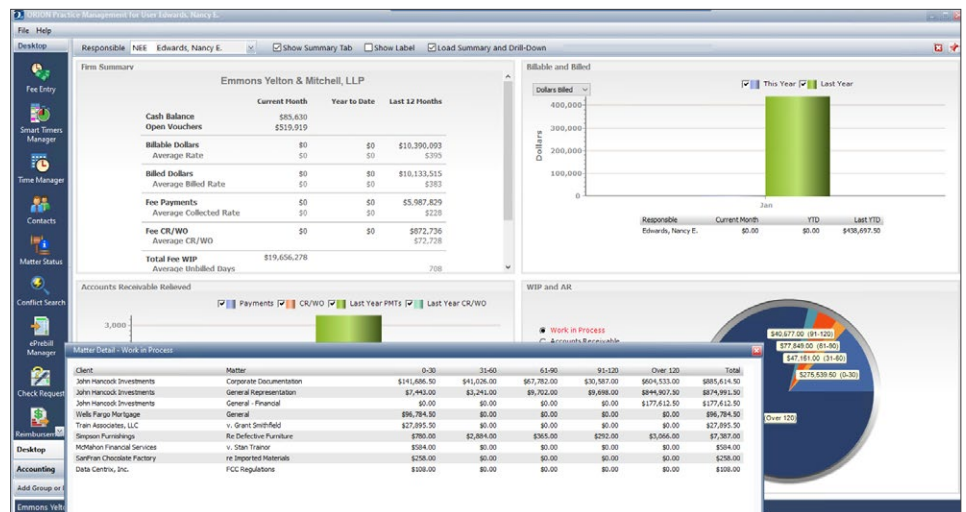 ORION Practice Management for User Edwards, Nancy E.
File Help
Desktop
Responsible NEE Edwards, Nancy E. Show Summary Tab Show Label Load Summary and Drill-Down
Fee Entry
Smart Timers Manager
Time Manager
Contacts
Matter Status
Conflict Search
ePrebill Manager
Check Request
Reimbursem
Desktop
Accounting
Add Group or
Emmons Yelto
Firm Summary
Emmons Yelton & Mitchell, LLP
Current Month Year to Date Last 12 Months
Cash Balance $85,630
Open Vouchers $519,919
Billable Dollars $0 $0 $10,390,093
Average Rate $0 $0 $395
Billed Dollars $0 $0 $10,133,515
Average Billed Rate $0 $0 $383
Fee Payments $0 $0 $5,987,829
Average Collected Rate $0 $0 $228
Fee CR/WO $0 $0 $872,736
Average CR/WO $72,728
Total Fee WIP $19,656,278
Average Unbilled Days 708
Billable and Billed
Dollars Billed This Year Last Year
400,000
300,000
200,000
100,000
0
Dollars
Jan
Responsible Current Month YTD Last YTD
Edwards, Nancy E. $0.00 $0.00 $438,697.50
Accounts Receivable Relieved
Payments CR/WO Last Year PMTs Last Year CR/WO
3,000
WIP and AR
Work in Process
Accounts Receivable
$40,677.00 (91-120)
$77,849.00 (61-90)
$47,151.00 (31-60)
$275,539.50 (0-30)
(Over 120)
Matter Detail - Work in Process
Client Matter 0-30 31-60 61-90 91-120 Over 120 Total
John Hancock Investments Corporate Documentation $141,686.50 $41,026.00 $67,782.00 $30,587.00 $604,533.00 $885,614.50
John Hancock Investments General Representation $7,443.00 $3,241.00 $9,702.00 $9,698.00 $844,907.50 $874,991.50
John Hancock Investments General - Financial $0.00 $0.00 $0.00 $0.00 $177,612.50 $177,612.50
Wells Fargo Mortgage General $96,784.50 $0.00 $0.00 $0.00 $0.00 $96,784.50
Train Associates, LLC v. Grant Smithfield $27,895.50 $0.00 $0.00 $0.00 $0.00 $27,895.50
Simpson Furnishings Re Defective Furniture $780.00 $2,884.00 $365.00 $292.00 $3,066.00 $7,387.00
McMahon Financial Services v. Stan Trainor $584.00 $0.00 $0.00 $0.00 $0.00 $584.00
SanFran Chocolate Factory re Imported Materials $258.00 $0.00 $0.00 $0.00 $0.00 $258.00
Data Centrix, Inc. FCC Regulations $108.00 $0.00 $0.00 $0.00 $0.00 $108.00